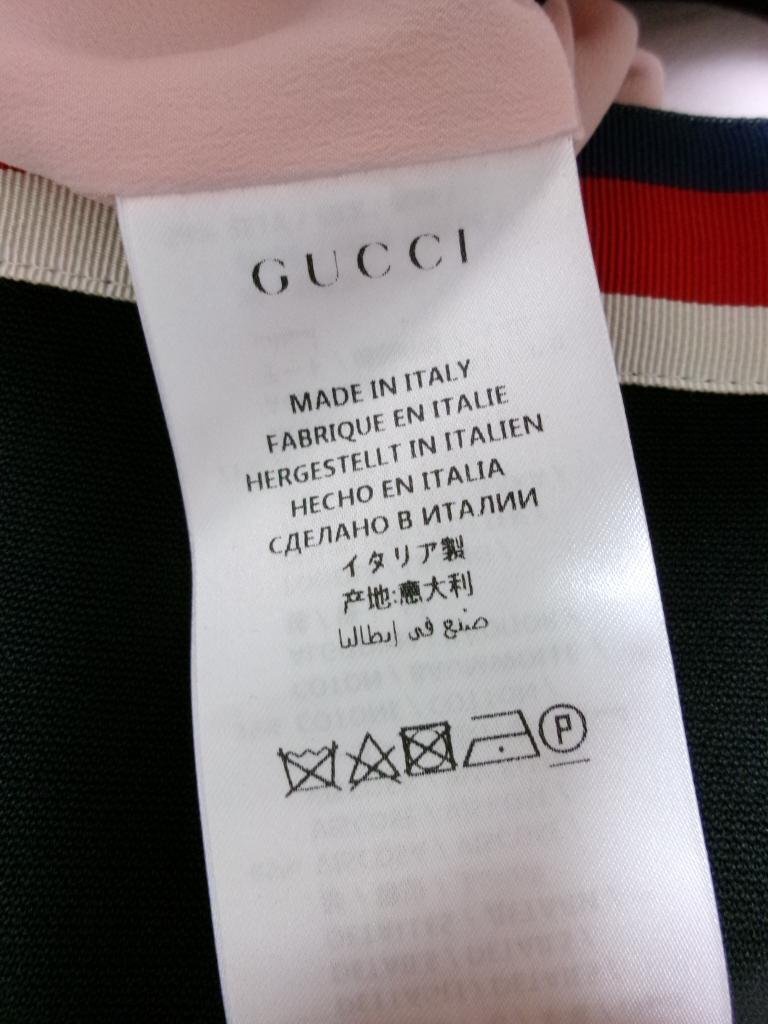 GUCCI
MADE IN ITALY
FABRIQUE EN ITALIE
HERGESTELLT IN ITALIEN
HECHO EN ITALIA
СДЕЛАНО В ИТАЛИИ
イタリア製
产地:意大利
صنع في إيطاليا
P